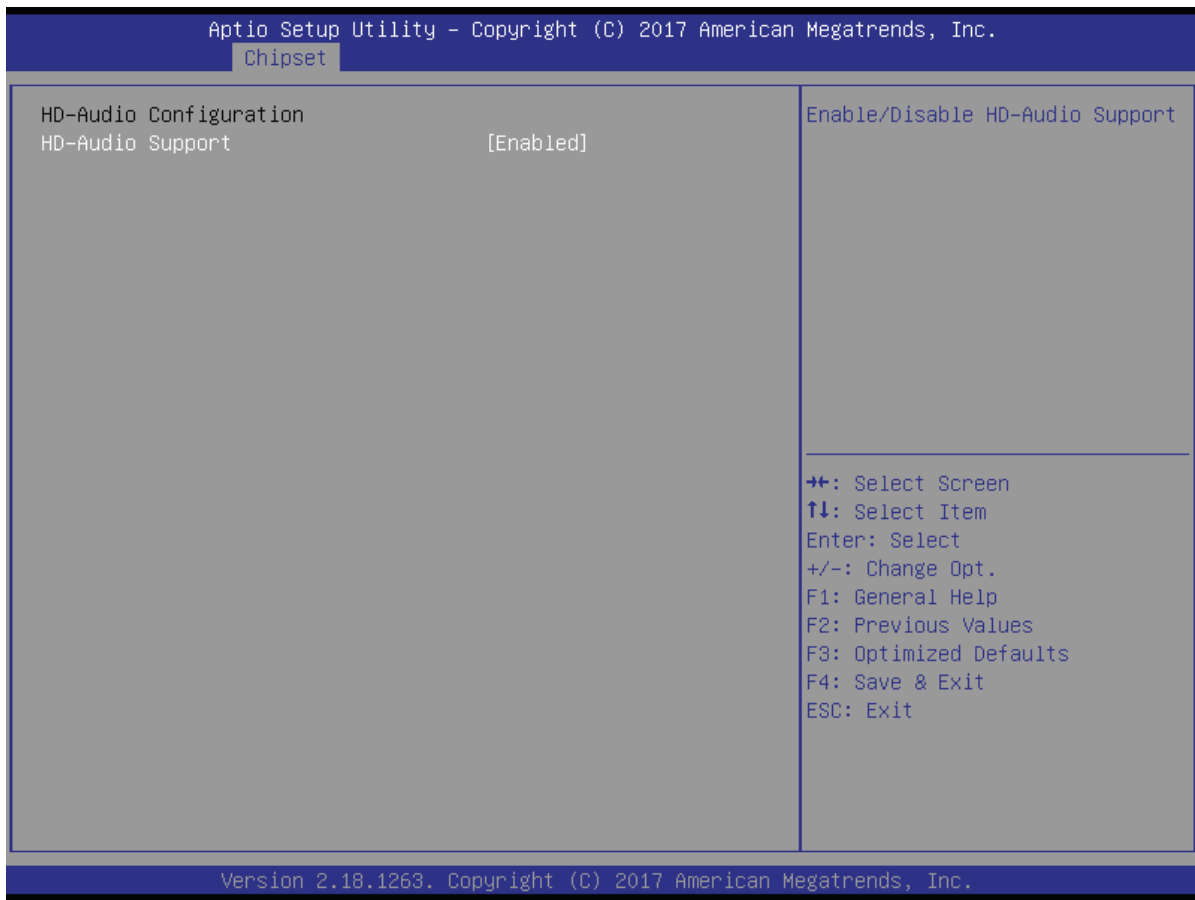 Aptio Setup Utility – Copyright (C) 2017 American Megatrends, Inc.
Chipset
HD-Audio Configuration
HD-Audio Support [Enabled]
Enable/Disable HD-Audio Support
→←: Select Screen
↑↓: Select Item
Enter: Select
+/-: Change Opt.
F1: General Help
F2: Previous Values
F3: Optimized Defaults
F4: Save & Exit
ESC: Exit
Version 2.18.1263. Copyright (C) 2017 American Megatrends, Inc.